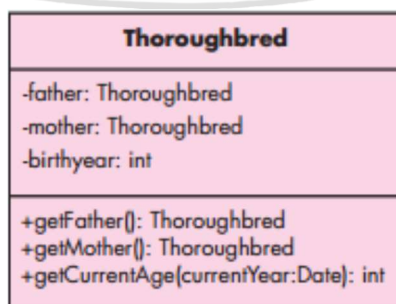 Thoroughbred
-father: Thoroughbred
-mother: Thoroughbred
-birthyear: int
+getFather(): Thoroughbred
+getMother(): Thoroughbred
+getCurrentAge(currentYear:Date): int